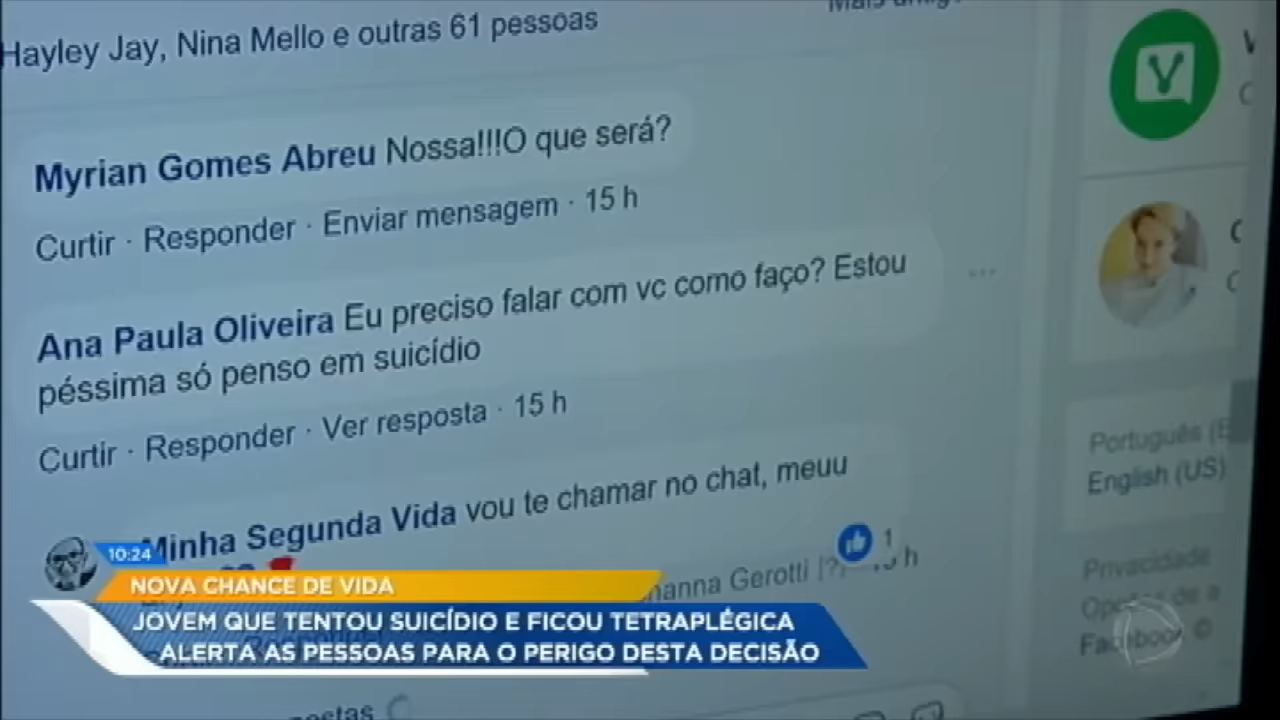 Hayley Jay, Nina Mello e outras 61 pessoas
Myrian Gomes Abreu Nossa!!!O que será?
Curtir · Responder · Enviar mensagem · 15 h
Ana Paula Oliveira Eu preciso falar com vc como faço? Estou
péssima só penso em suicídio
Curtir · Responder · Ver resposta · 15 h
Minha Segunda Vida vou te chamar no chat, meuu
1
Gerotti [?]
h
10:24
NOVA CHANCE DE VIDA
JOVEM QUE TENTOU SUICÍDIO E FICOU TETRAPLÉGICA
ALERTA AS PESSOAS PARA O PERIGO DESTA DECISÃO
Português
English (US)
Privacidade
Facebook ©